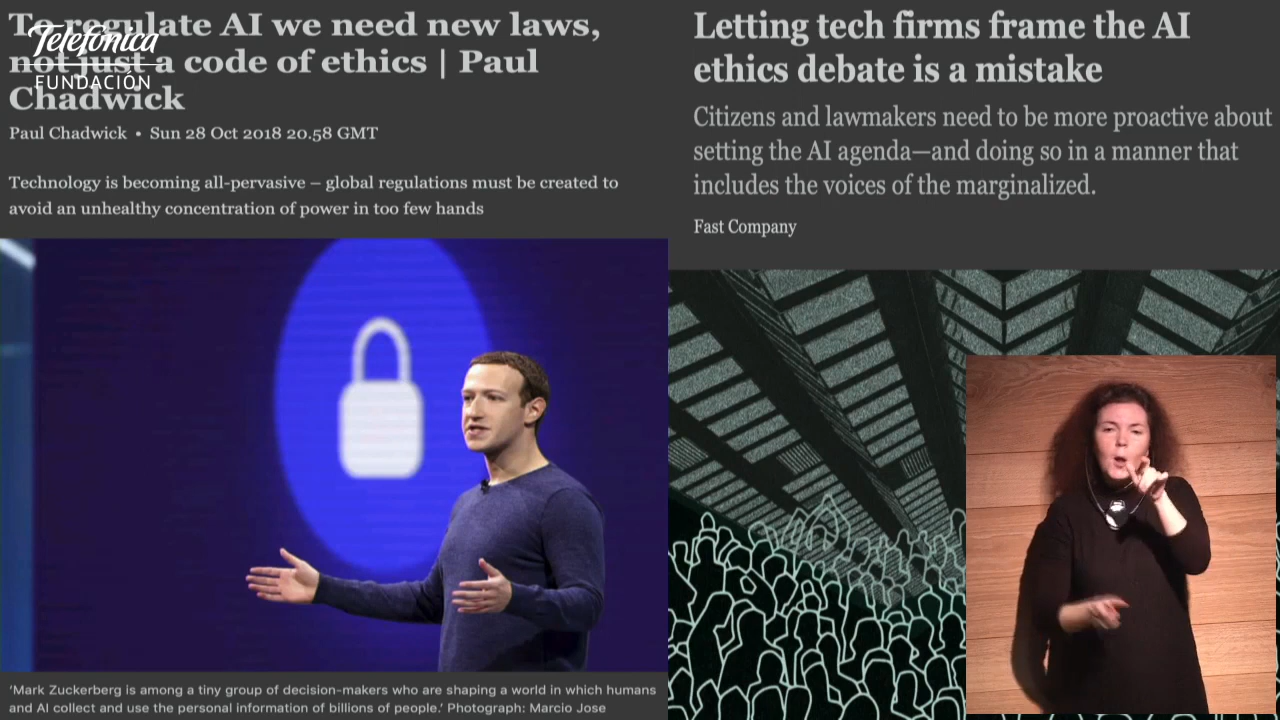 To regulate AI we need new laws,
not just a code of ethics | Paul
Chadwick
Telefónica
FUNDACIÓN
Paul Chadwick • Sun 28 Oct 2018 20.58 GMT
Technology is becoming all-pervasive – global regulations must be created to
avoid an unhealthy concentration of power in too few hands
'Mark Zuckerberg is among a tiny group of decision-makers who are shaping a world in which humans
and AI collect and use the personal information of billions of people.' Photograph: Marcio Jose
Letting tech firms frame the AI
ethics debate is a mistake
Citizens and lawmakers need to be more proactive about
setting the AI agenda—and doing so in a manner that
includes the voices of the marginalized.
Fast Company